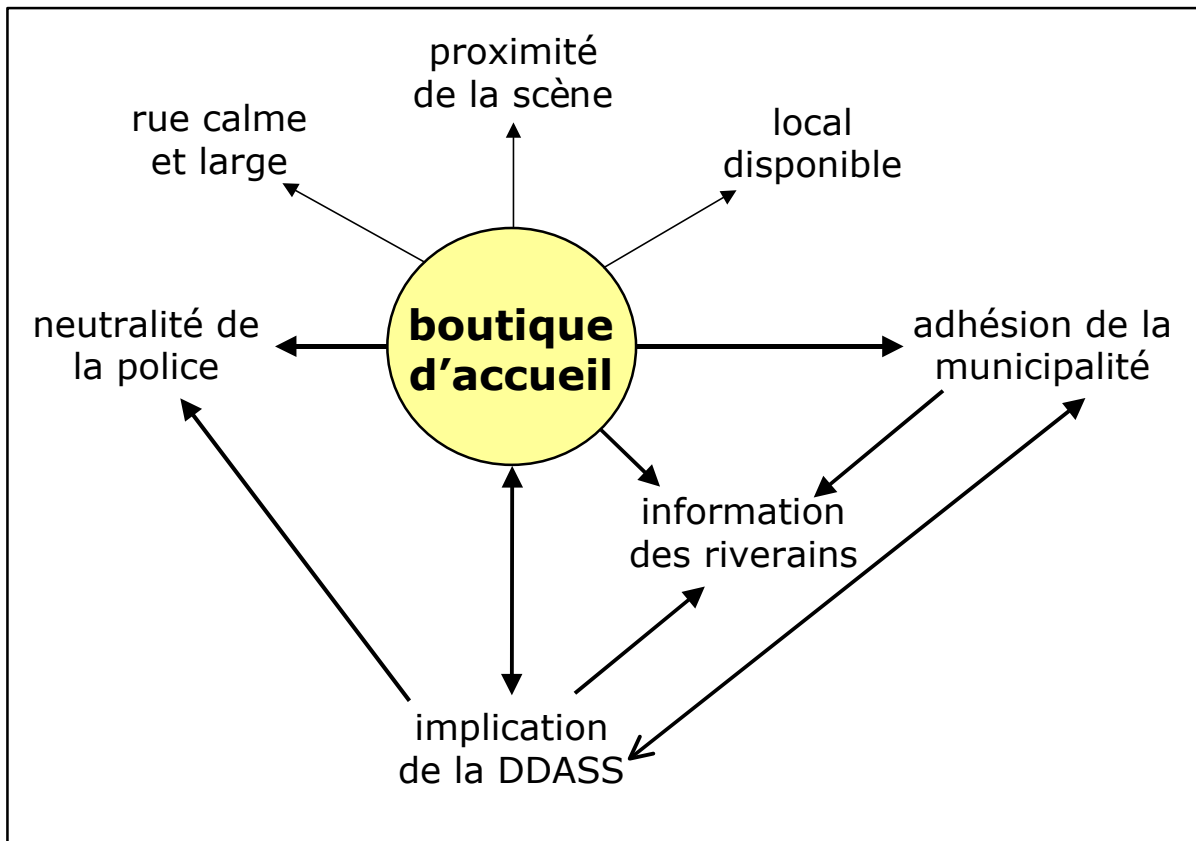 proximité
de la scène
rue calme
et large
local
disponible
boutique
d’accueil
neutralité de
la police
adhésion de la
municipalité
information
des riverains
implication
de la DDASS